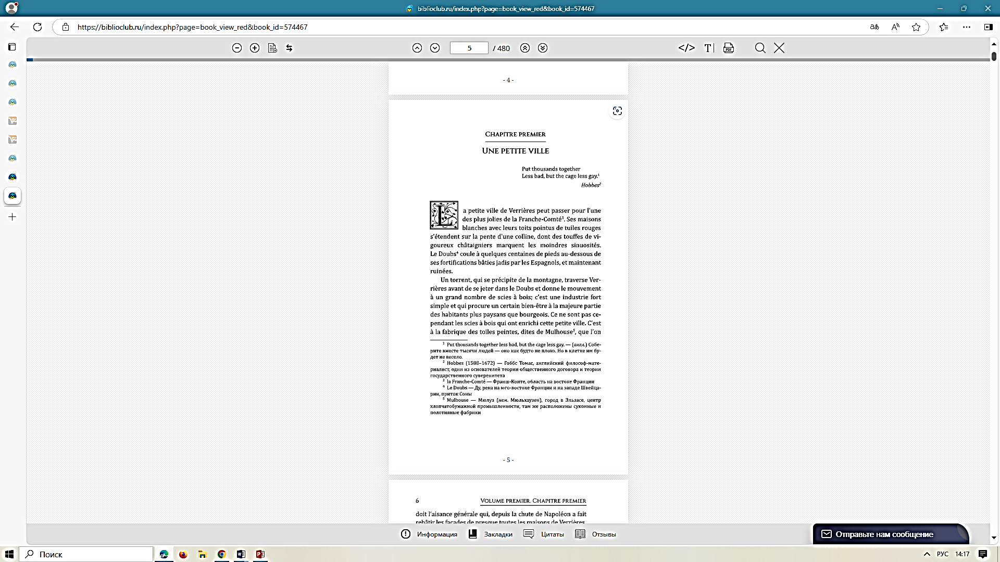 biblioclub.ru/index.php?page=book_view_red&book_id=574467
https://biblioclub.ru/index.php?page=book_view_red&book_id=574467
5 / 480
- 4 -
CHAPITRE PREMIER
UNE PETITE VILLE
Put thousands together
Less bad, but the cage less gay.¹
Hobbes²
La petite ville de Verrières peut passer pour l'une
des plus jolies de la Franche-Comté³. Ses maisons
blanches avec leurs toits pointus de tuiles rouges
s'étendent sur la pente d'une colline, dont des touffes de vi-
goureux châtaigniers marquent les moindres sinuosités.
Le Doubs⁴ coule à quelques centaines de pieds au-dessous de
ses fortifications bâties jadis par les Espagnols, et maintenant
ruinées.
Un torrent, qui se précipite de la montagne, traverse Ver-
rières avant de se jeter dans le Doubs et donne le mouvement
à un grand nombre de scies à bois; c'est une industrie fort
simple et qui procure un certain bien-être à la majeure partie
des habitants plus paysans que bourgeois. Ce ne sont pas ce-
pendant les scies à bois qui ont enrichi cette petite ville. C'est
à la fabrique des toiles peintes, dites de Mulhouse⁵, que l'on
¹ Put thousands together less bad, but the cage less gay. — (англ.) Собе-
рите вместе тысячи людей — оно как будто не плохо. Но в клетке им бу-
дет не весело.
² Hobbes (1588–1672) — Гоббс Томас, английский философ-мате-
риалист, один из основателей теории общественного договора и теории
государственного суверенитета
³ la Franche-Comté — Франш-Конте, область на востоке Франции
⁴ Le Doubs — Ду, река на юго-востоке Франции и на западе Швейца-
рии, приток Соны
⁵ Mulhouse — Мюлуз (нем. Мюльхаузен), город в Эльзасе, центр
хлопчатобумажной промышленности, там же расположены суконные и
полотняные фабрики
- 5 -
6 VOLUME PREMIER. CHAPITRE PREMIER
doit l'aisance générale qui, depuis la chute de Napoléon a fait
rebâtir les façades de presque toutes les maisons de Verrières.
Информация Закладки Цитаты Отзывы
Отправьте нам сообщение
Поиск
РУС 14:17